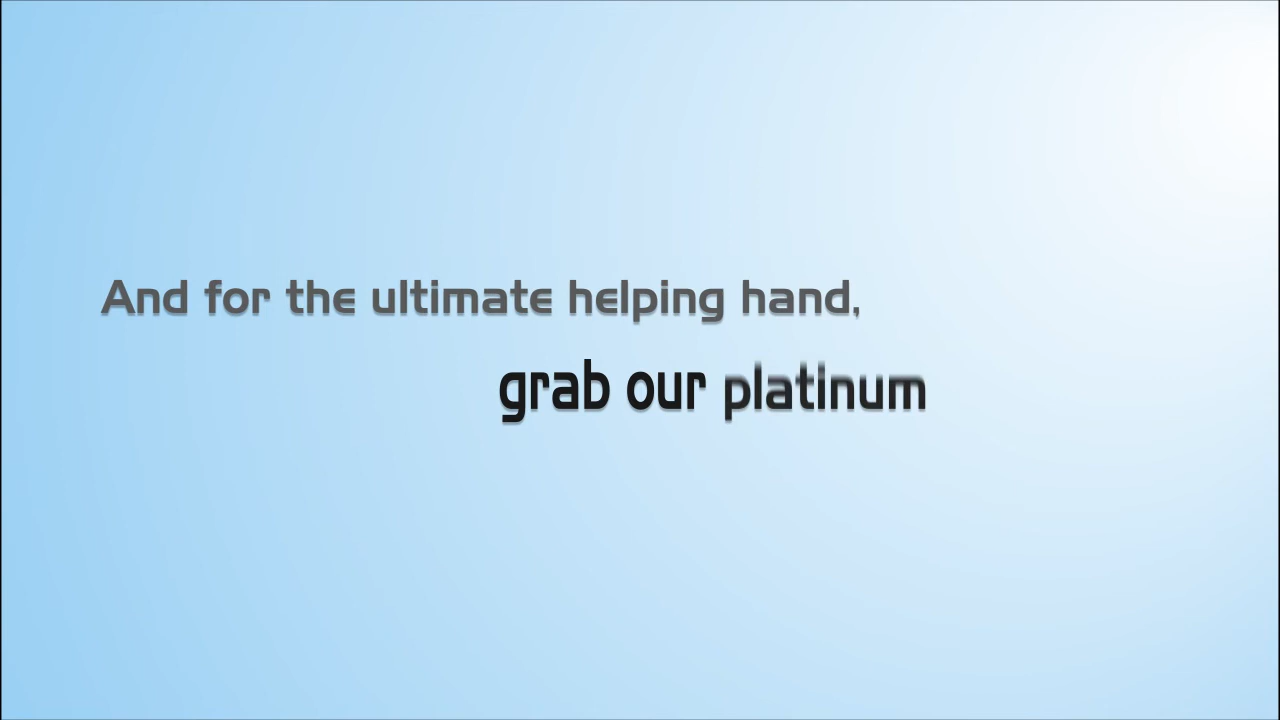 And for the ultimate helping hand,
grab our platinum